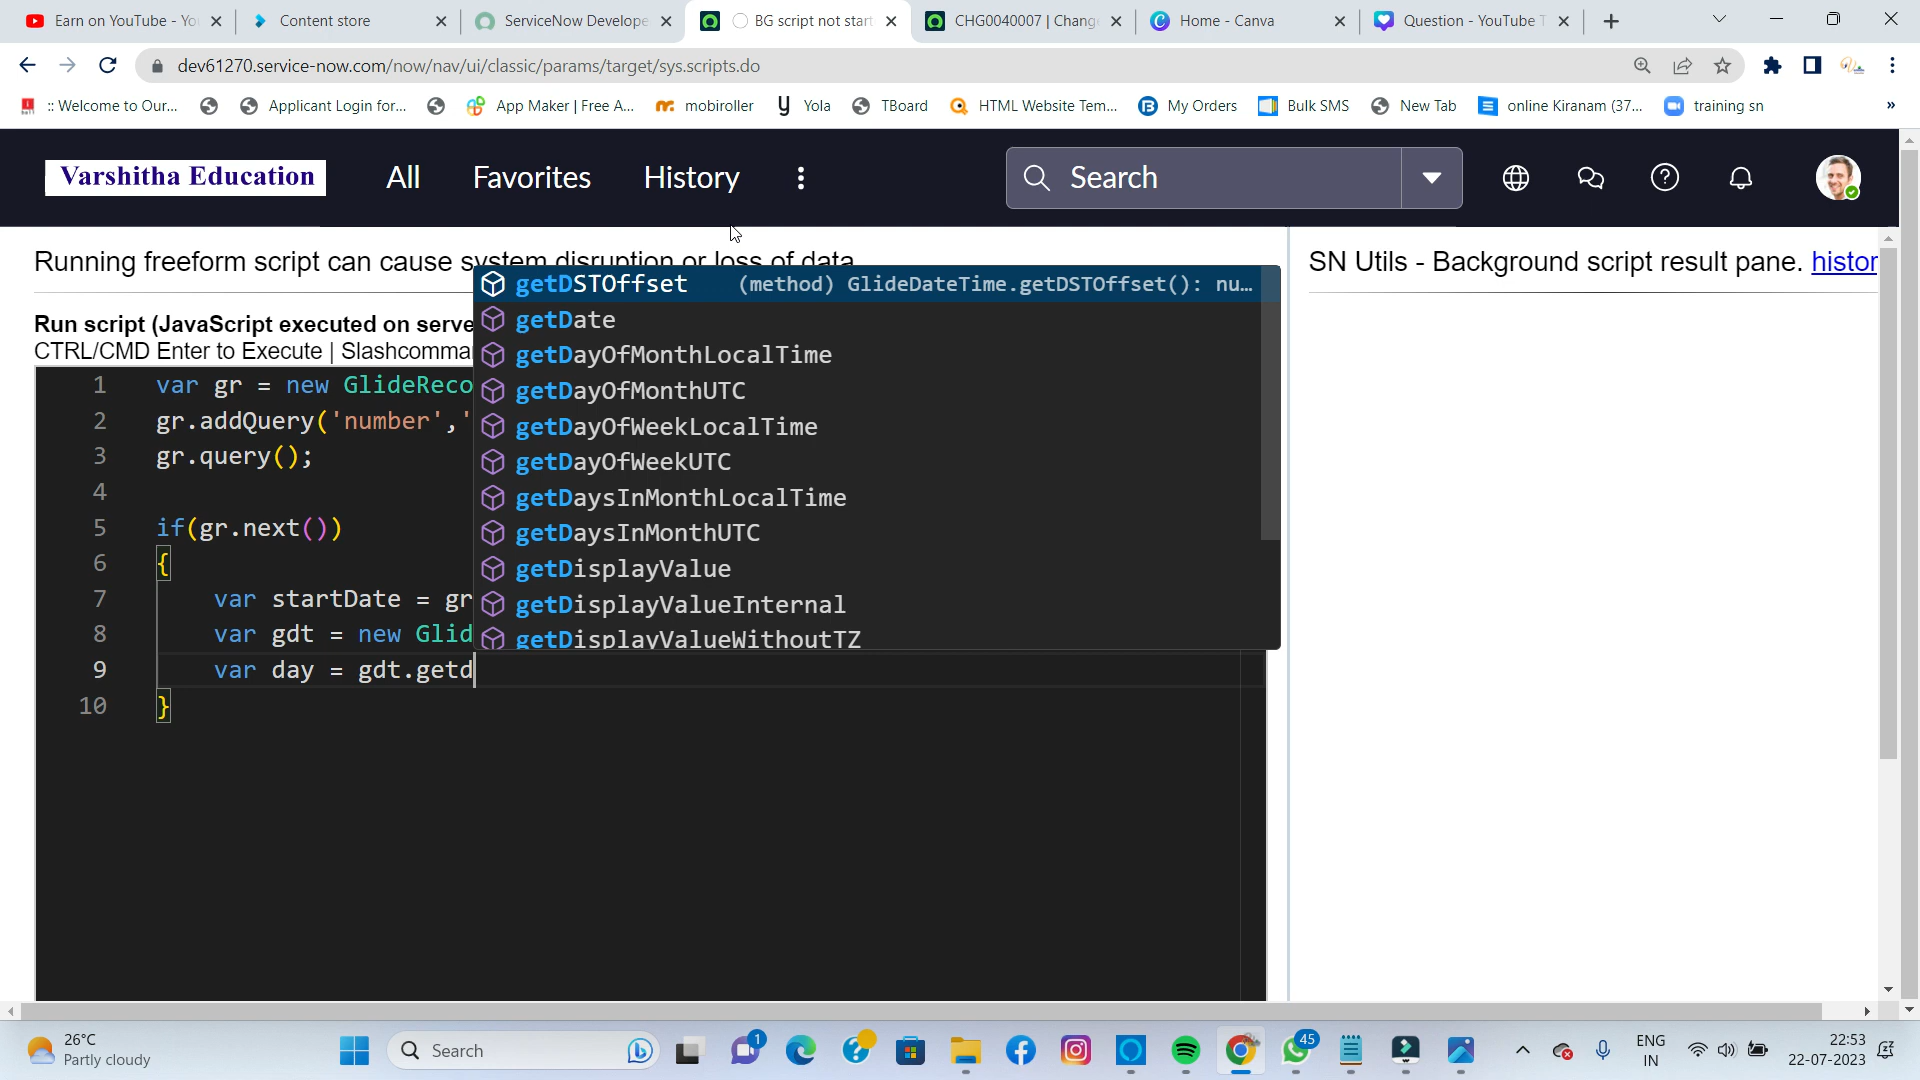 Earn on YouTube - Yo
Content store
ServiceNow Develope
BG script not start
CHG0040007 | Chang
Home - Canva
Question - YouTube T
dev61270.service-now.com/now/nav/ui/classic/params/target/sys.scripts.do
:: Welcome to Our...
Applicant Login for...
App Maker | Free A...
mobiroller
Yola
TBoard
HTML Website Tem...
My Orders
Bulk SMS
New Tab
online Kiranam (37...
training sn
»
Varshitha Education
All
Favorites
History
Search
Running freeform script can cause system disruption or loss of data
SN Utils - Background script result pane. histor
Run script (JavaScript executed on serve
CTRL/CMD Enter to Execute | Slashcomma
getDSTOffset (method) GlideDateTime.getDSTOffset(): nu…
getDate
getDayOfMonthLocalTime
getDayOfMonthUTC
getDayOfWeekLocalTime
getDayOfWeekUTC
getDaysInMonthLocalTime
getDaysInMonthUTC
getDisplayValue
getDisplayValueInternal
getDisplayValueWithoutTZ
1 var gr = new GlideReco
2 gr.addQuery('number','
3 gr.query();
4
5 if(gr.next())
6 {
7 var startDate = gr
8 var gdt = new Glid
9 var day = gdt.getd
10 }
26°C
Partly cloudy
Search
1
45
ENG
IN
22:53
22-07-2023